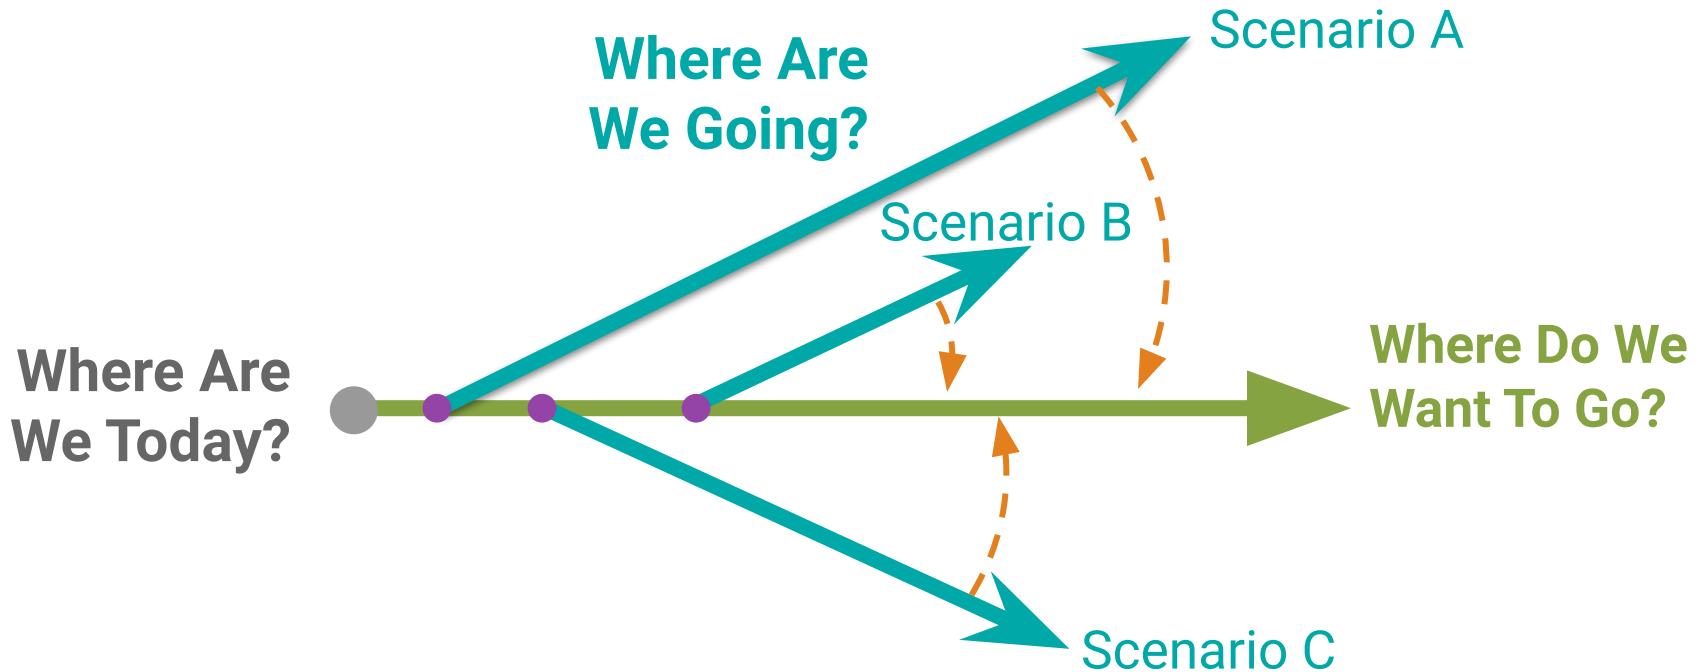 Where Are
We Going?
Scenario A
Scenario B
Where Are
We Today?
Where Do We
Want To Go?
Scenario C